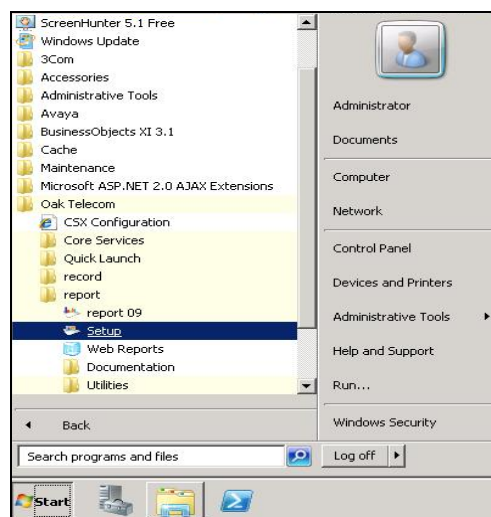 ScreenHunter 5.1 Free
Windows Update
3Com
Accessories
Administrative Tools
Avaya
BusinessObjects XI 3.1
Cache
Maintenance
Microsoft ASP.NET 2.0 AJAX Extensions
Oak Telecom
CSX Configuration
Core Services
Quick Launch
record
report
report 09
Setup
Web Reports
Documentation
Utilities
Back
Search programs and files
Administrator
Documents
Computer
Network
Control Panel
Devices and Printers
Administrative Tools
Help and Support
Run...
Windows Security
Log off
Start